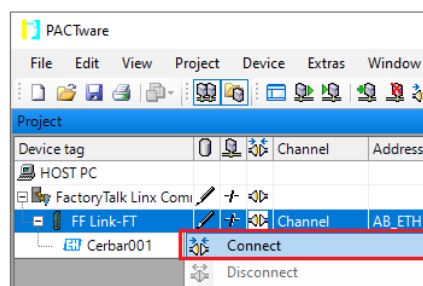 PACTware
File Edit View Project Device Extras Window
Project
Device tag Channel Address
HOST PC
FactoryTalk Linx Com
FF Link-FT Channel AB_ETH
Cerbar001 Connect
Disconnect